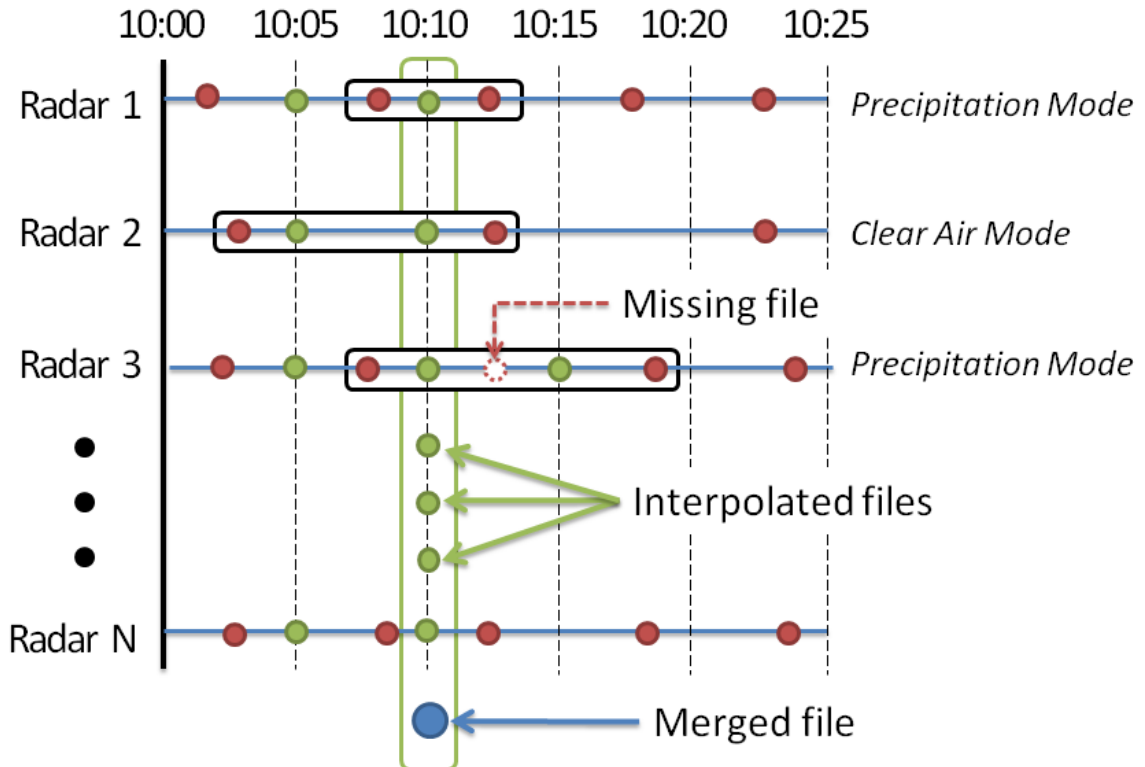 10:00 10:05 10:10 10:15 10:20 10:25
Radar 1 Precipitation Mode
Radar 2 Clear Air Mode
Missing file
Radar 3 Precipitation Mode
Interpolated files
Radar N
Merged file